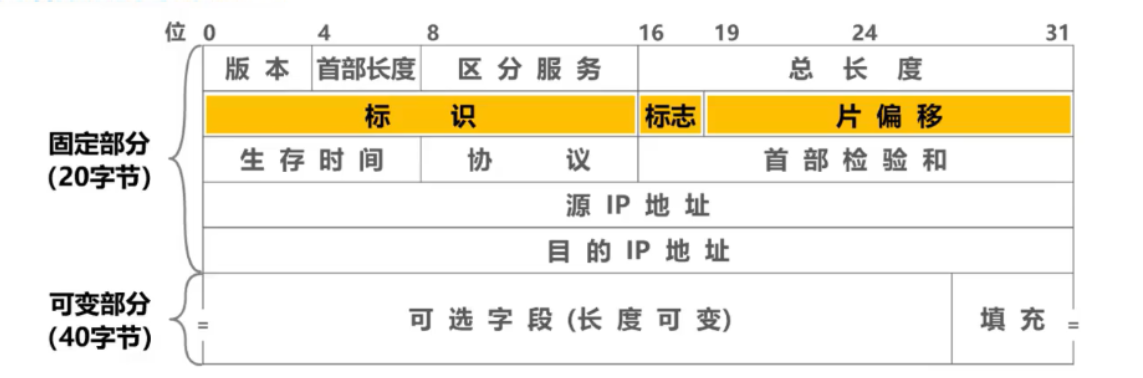 位 0 4 8 16 19 24 31
版 本 首部长度 区 分 服 务 总 长 度
标 识 标志 片 偏 移
固定部分
(20字节)
生 存 时 间 协 议 首 部 检 验 和
源 IP 地 址
目 的 IP 地 址
可变部分
(40字节)
= 可 选 字 段 (长 度 可 变) 填 充 =